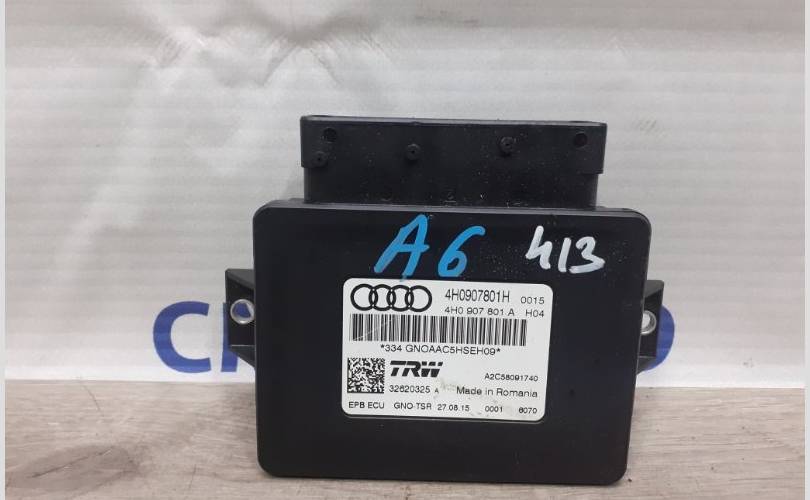 A6 413
4H0907801H 0015
4H0 907 801 A H04
*334 GNOAAC5HSEH09*
TRW A2C58091740
32620325 A Made in Romania
EPB ECU GNO-TSR 27.08.15 0001 6070